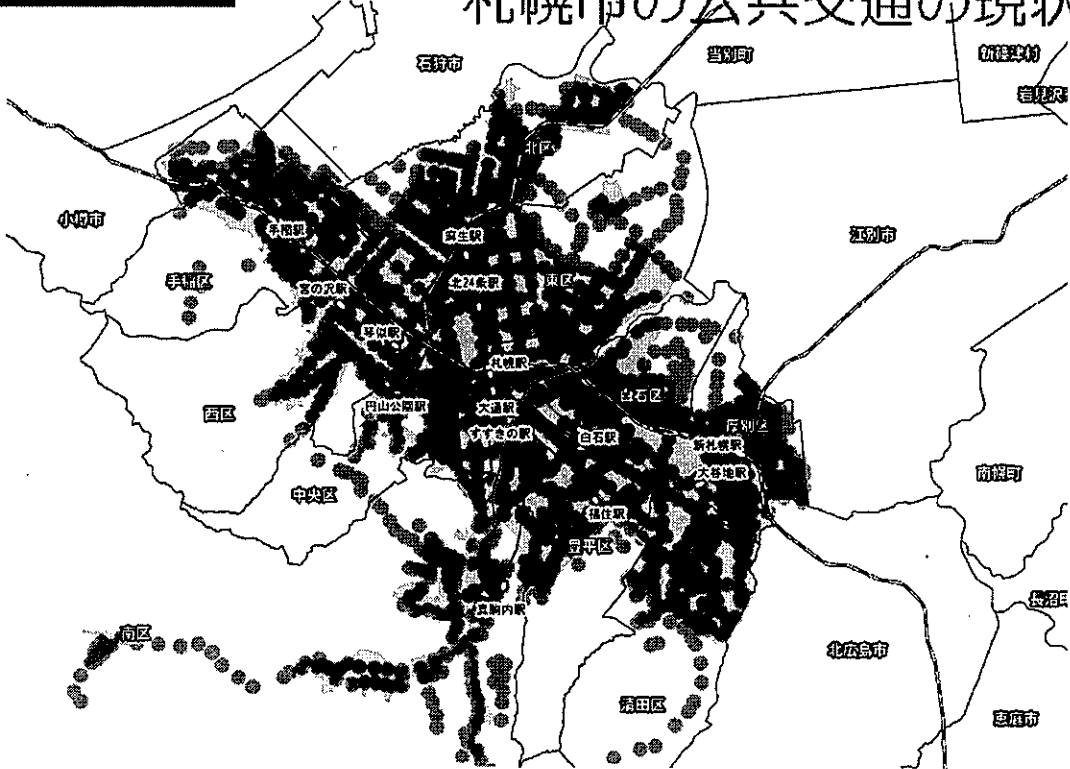 札幌市の公共交通の現状
石狩市
当別町
新篠津村
岩見沢
北区
小樽市
手稲駅
麻生駅
江別市
手稲区
宮の沢駅
北24条駅
東区
琴似駅
札幌駅
西区
円山公園駅
大通駅
白石区
すすきの駅
白石駅
厚別区
新札幌駅
大谷地駅
南幌町
中央区
福住駅
豊平区
真駒内駅
長沼町
南区
北広島市
清田区
恵庭市